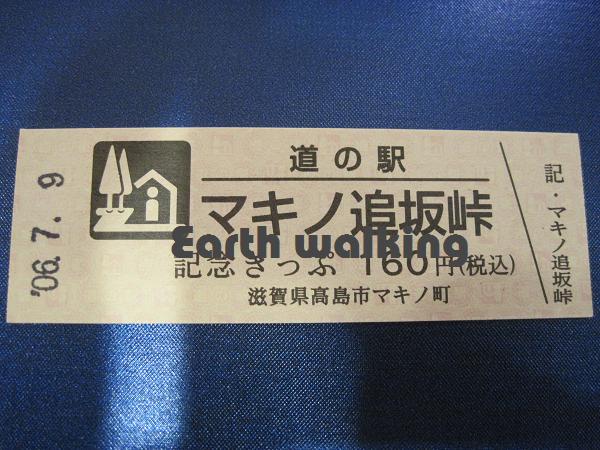 '06.7.9
道の駅
マキノ追坂峠
Earth walking
記念きっぷ 160円(税込)
滋賀県高島市マキノ町
記・マキノ追坂峠